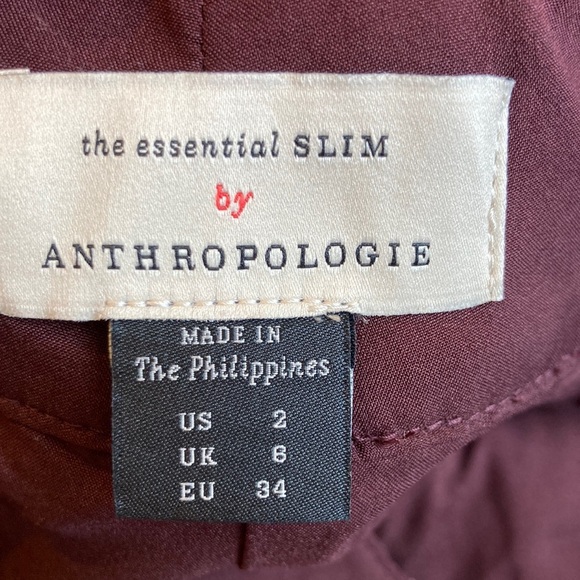 the essential SLIM
by
ANTHROPOLOGIE
MADE IN
The Philippines
US 2
UK 6
EU 34